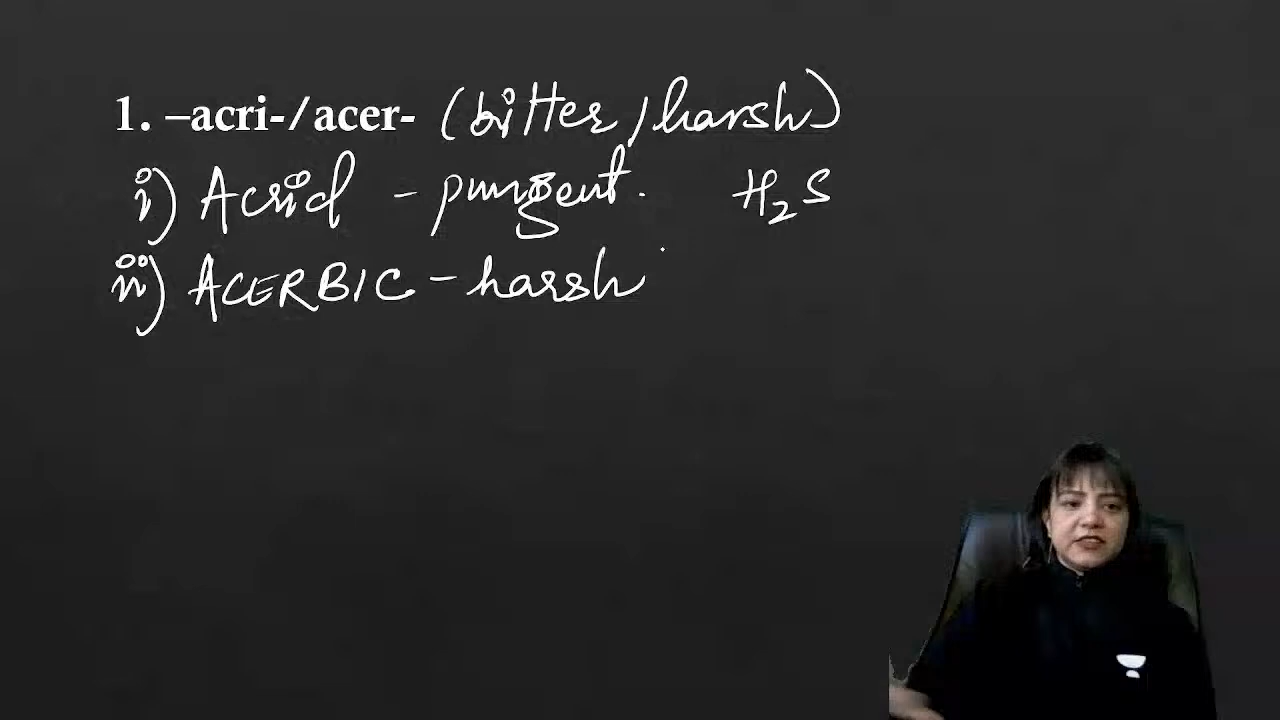 1. –acri-/acer- (bitter/harsh)
i) Acrid - pungent. H₂S
ii) ACERBIC - harsh